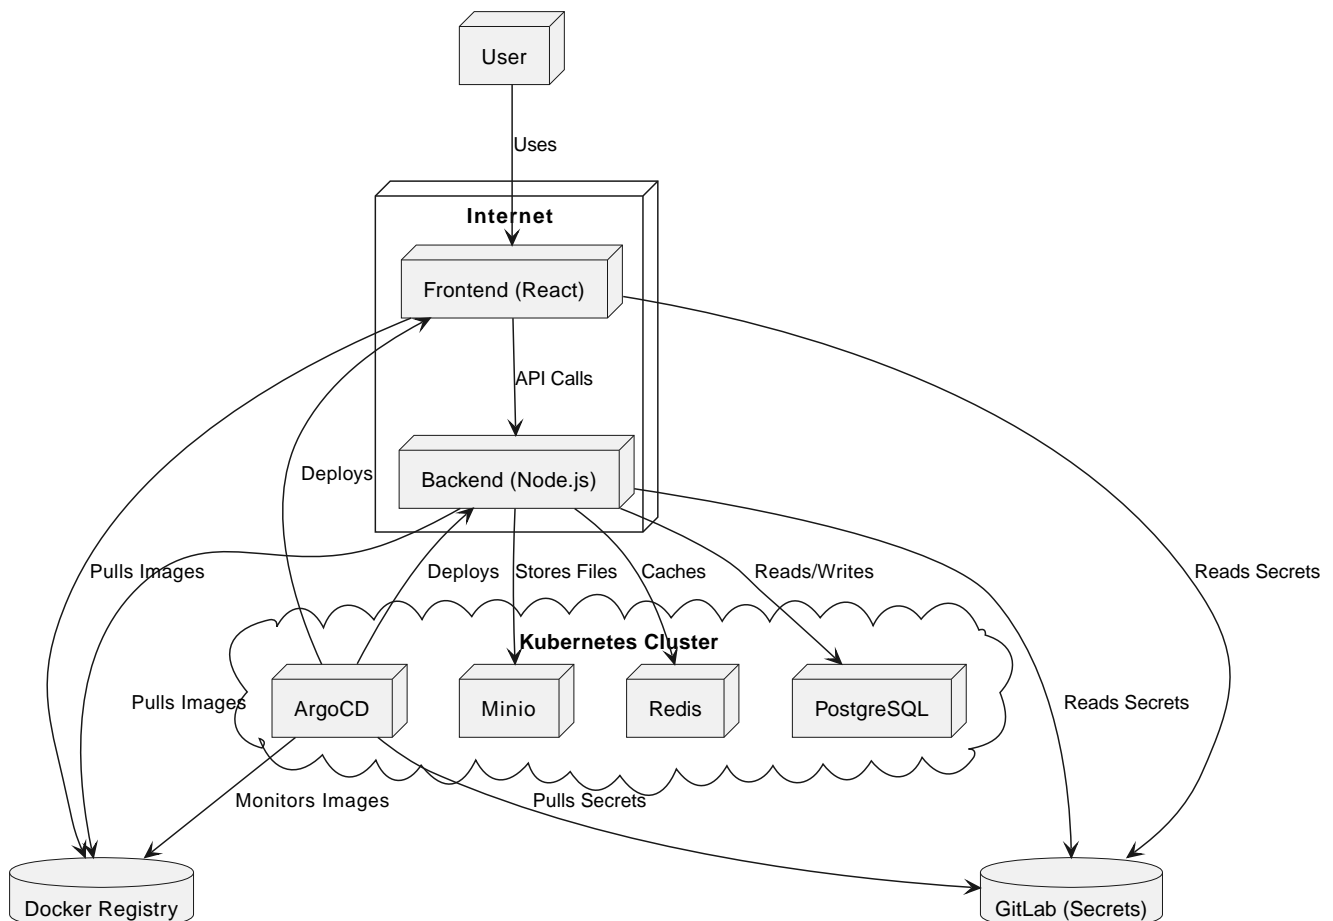 User
Uses
Internet
Frontend (React)
API Calls
Deploys
Backend (Node.js)
Pulls Images
Deploys
Stores Files
Caches
Reads/Writes
Reads Secrets
Kubernetes Cluster
Pulls Images
ArgoCD
Minio
Redis
PostgreSQL
Reads Secrets
Monitors Images
Pulls Secrets
Docker Registry
GitLab (Secrets)